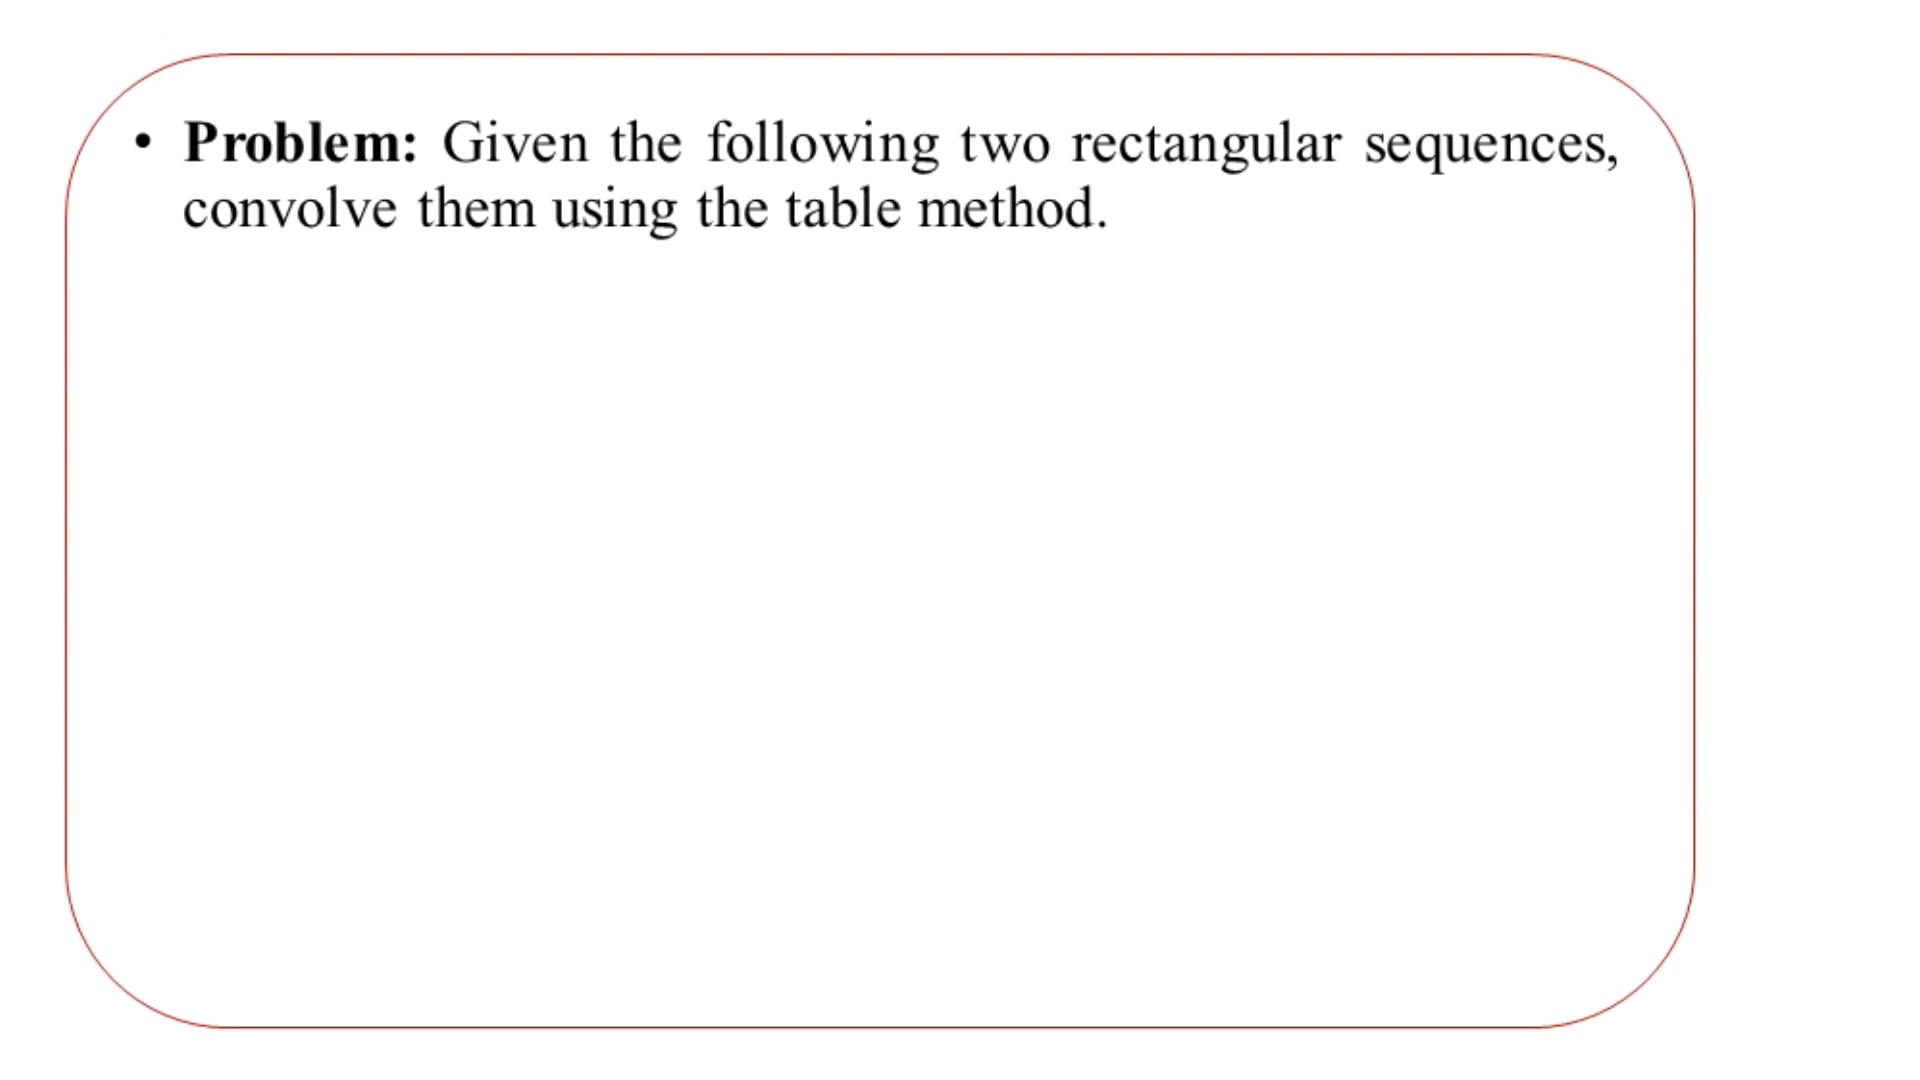 • Problem: Given the following two rectangular sequences,
convolve them using the table method.